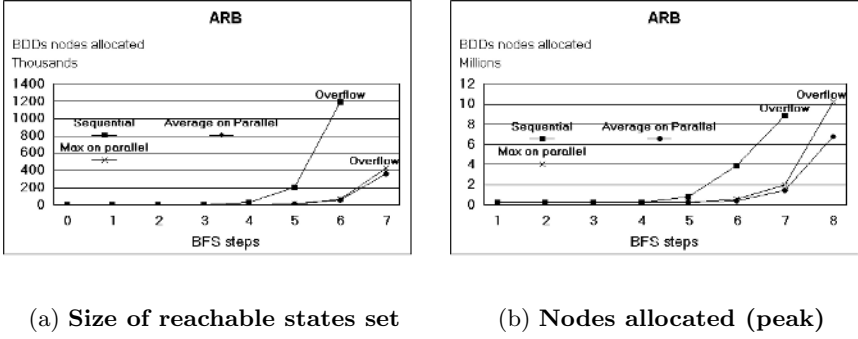 ARB
BDDs nodes allocated
Thousands
1400
1200
1000
800
600
400
200
0
Overflow
Sequential Average on Parallel
Max on parallel
Overflow
0 1 2 3 4 5 6 7
BFS steps
ARB
BDDs nodes allocated
Millions
12
10
8
6
4
2
0
Overflow
Overflow
Sequential Average on Parallel
Max on parallel
1 2 3 4 5 6 7 8
BFS steps
(a) Size of reachable states set
(b) Nodes allocated (peak)